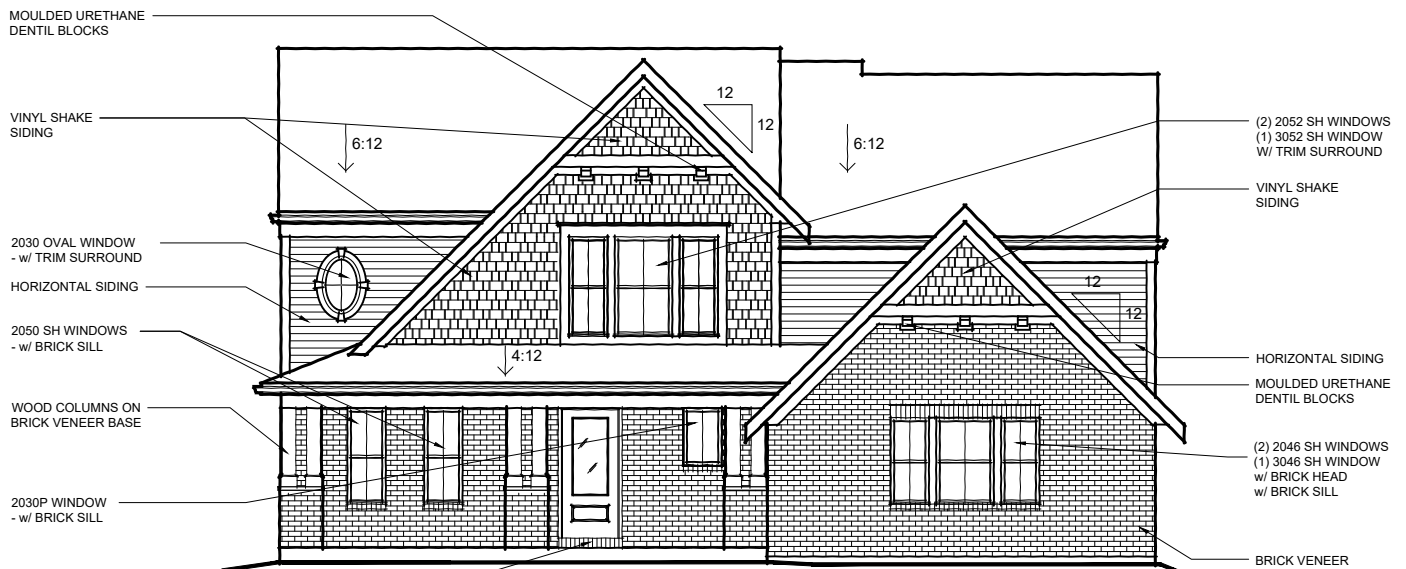 MOULDED URETHANE
DENTIL BLOCKS
VINYL SHAKE
SIDING
2030 OVAL WINDOW
- w/ TRIM SURROUND
HORIZONTAL SIDING
2050 SH WINDOWS
- w/ BRICK SILL
WOOD COLUMNS ON
BRICK VENEER BASE
2030P WINDOW
- w/ BRICK SILL
6:12
12
12
6:12
4:12
12
12
(2) 2052 SH WINDOWS
(1) 3052 SH WINDOW
W/ TRIM SURROUND
VINYL SHAKE
SIDING
HORIZONTAL SIDING
MOULDED URETHANE
DENTIL BLOCKS
(2) 2046 SH WINDOWS
(1) 3046 SH WINDOW
w/ BRICK HEAD
w/ BRICK SILL
BRICK VENEER